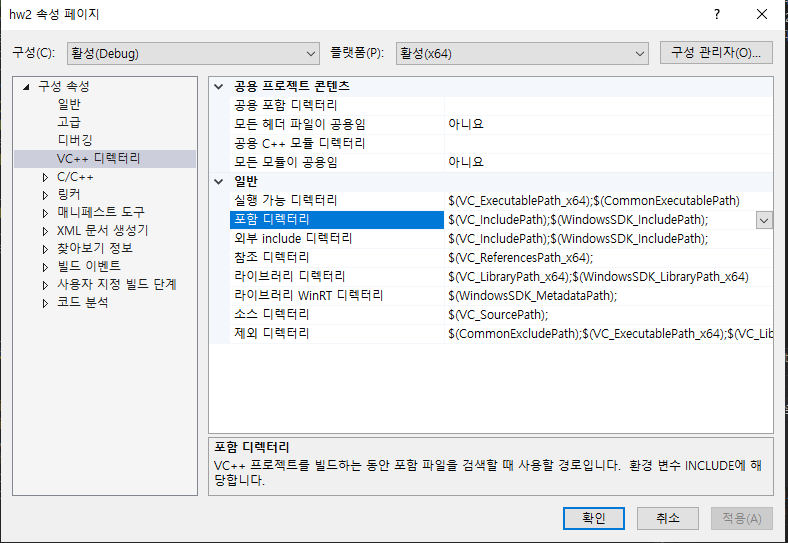 hw2 속성 페이지
구성(C): 활성(Debug) 플랫폼(P): 활성(x64) 구성 관리자(O)...
구성 속성
일반
고급
디버깅
VC++ 디렉터리
C/C++
링커
매니페스트 도구
XML 문서 생성기
찾아보기 정보
빌드 이벤트
사용자 지정 빌드 단계
코드 분석
공용 프로젝트 콘텐츠
공용 포함 디렉터리
모든 헤더 파일이 공용임 아니요
공용 C++ 모듈 디렉터리
모든 모듈이 공용임 아니요
일반
실행 가능 디렉터리 $(VC_ExecutablePath_x64);$(CommonExecutablePath)
포함 디렉터리 $(VC_IncludePath);$(WindowsSDK_IncludePath);
외부 include 디렉터리 $(VC_IncludePath);$(WindowsSDK_IncludePath);
참조 디렉터리 $(VC_ReferencesPath_x64);
라이브러리 디렉터리 $(VC_LibraryPath_x64);$(WindowsSDK_LibraryPath_x64)
라이브러리 WinRT 디렉터리 $(WindowsSDK_MetadataPath);
소스 디렉터리 $(VC_SourcePath);
제외 디렉터리 $(CommonExcludePath);$(VC_ExecutablePath_x64);$(VC_Lib
포함 디렉터리
VC++ 프로젝트를 빌드하는 동안 포함 파일을 검색할 때 사용할 경로입니다. 환경 변수 INCLUDE에 해
당합니다.
확인 취소 적용(A)